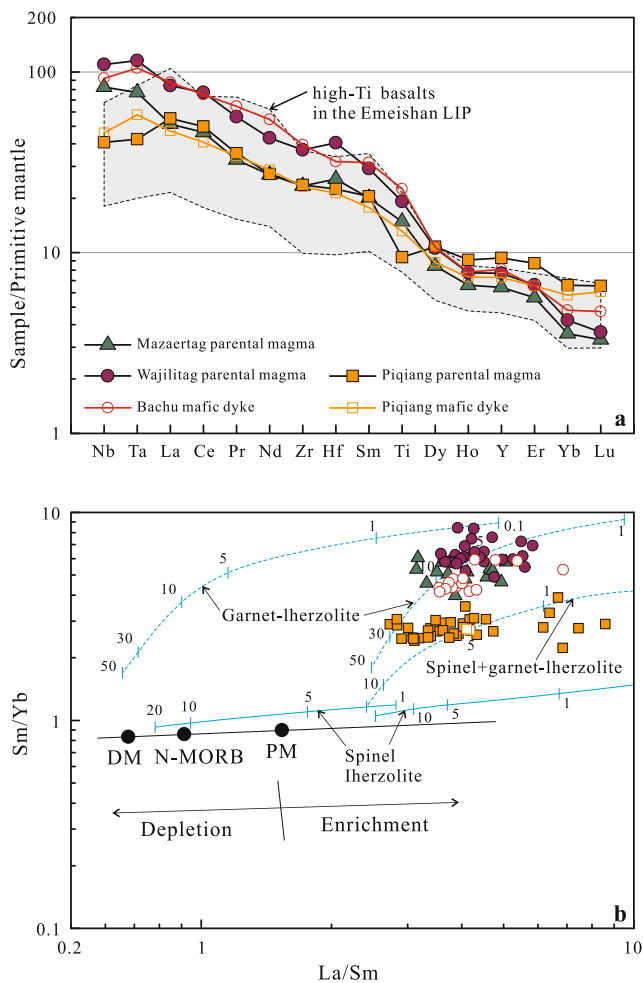 200
100
10
1
Sample/Primitive mantle
high-Ti basalts
in the Emeishan LIP
Mazaertag parental magma
Wajilitag parental magma
Piqiang parental magma
Bachu mafic dyke
Piqiang mafic dyke
a
Nb Ta La Ce Pr Nd Zr Hf Sm Ti Dy Ho Y Er Yb Lu
10
1
0.1
Sm/Yb
1
0.1
1
5
5
10
10
1
30
Garnet-lherzolite
30
5
50
50
10
Spinel+garnet-lherzolite
20
10
5
1
10
5
1
Spinel
lherzolite
DM
N-MORB
PM
Depletion
Enrichment
b
0.2
1
10
La/Sm